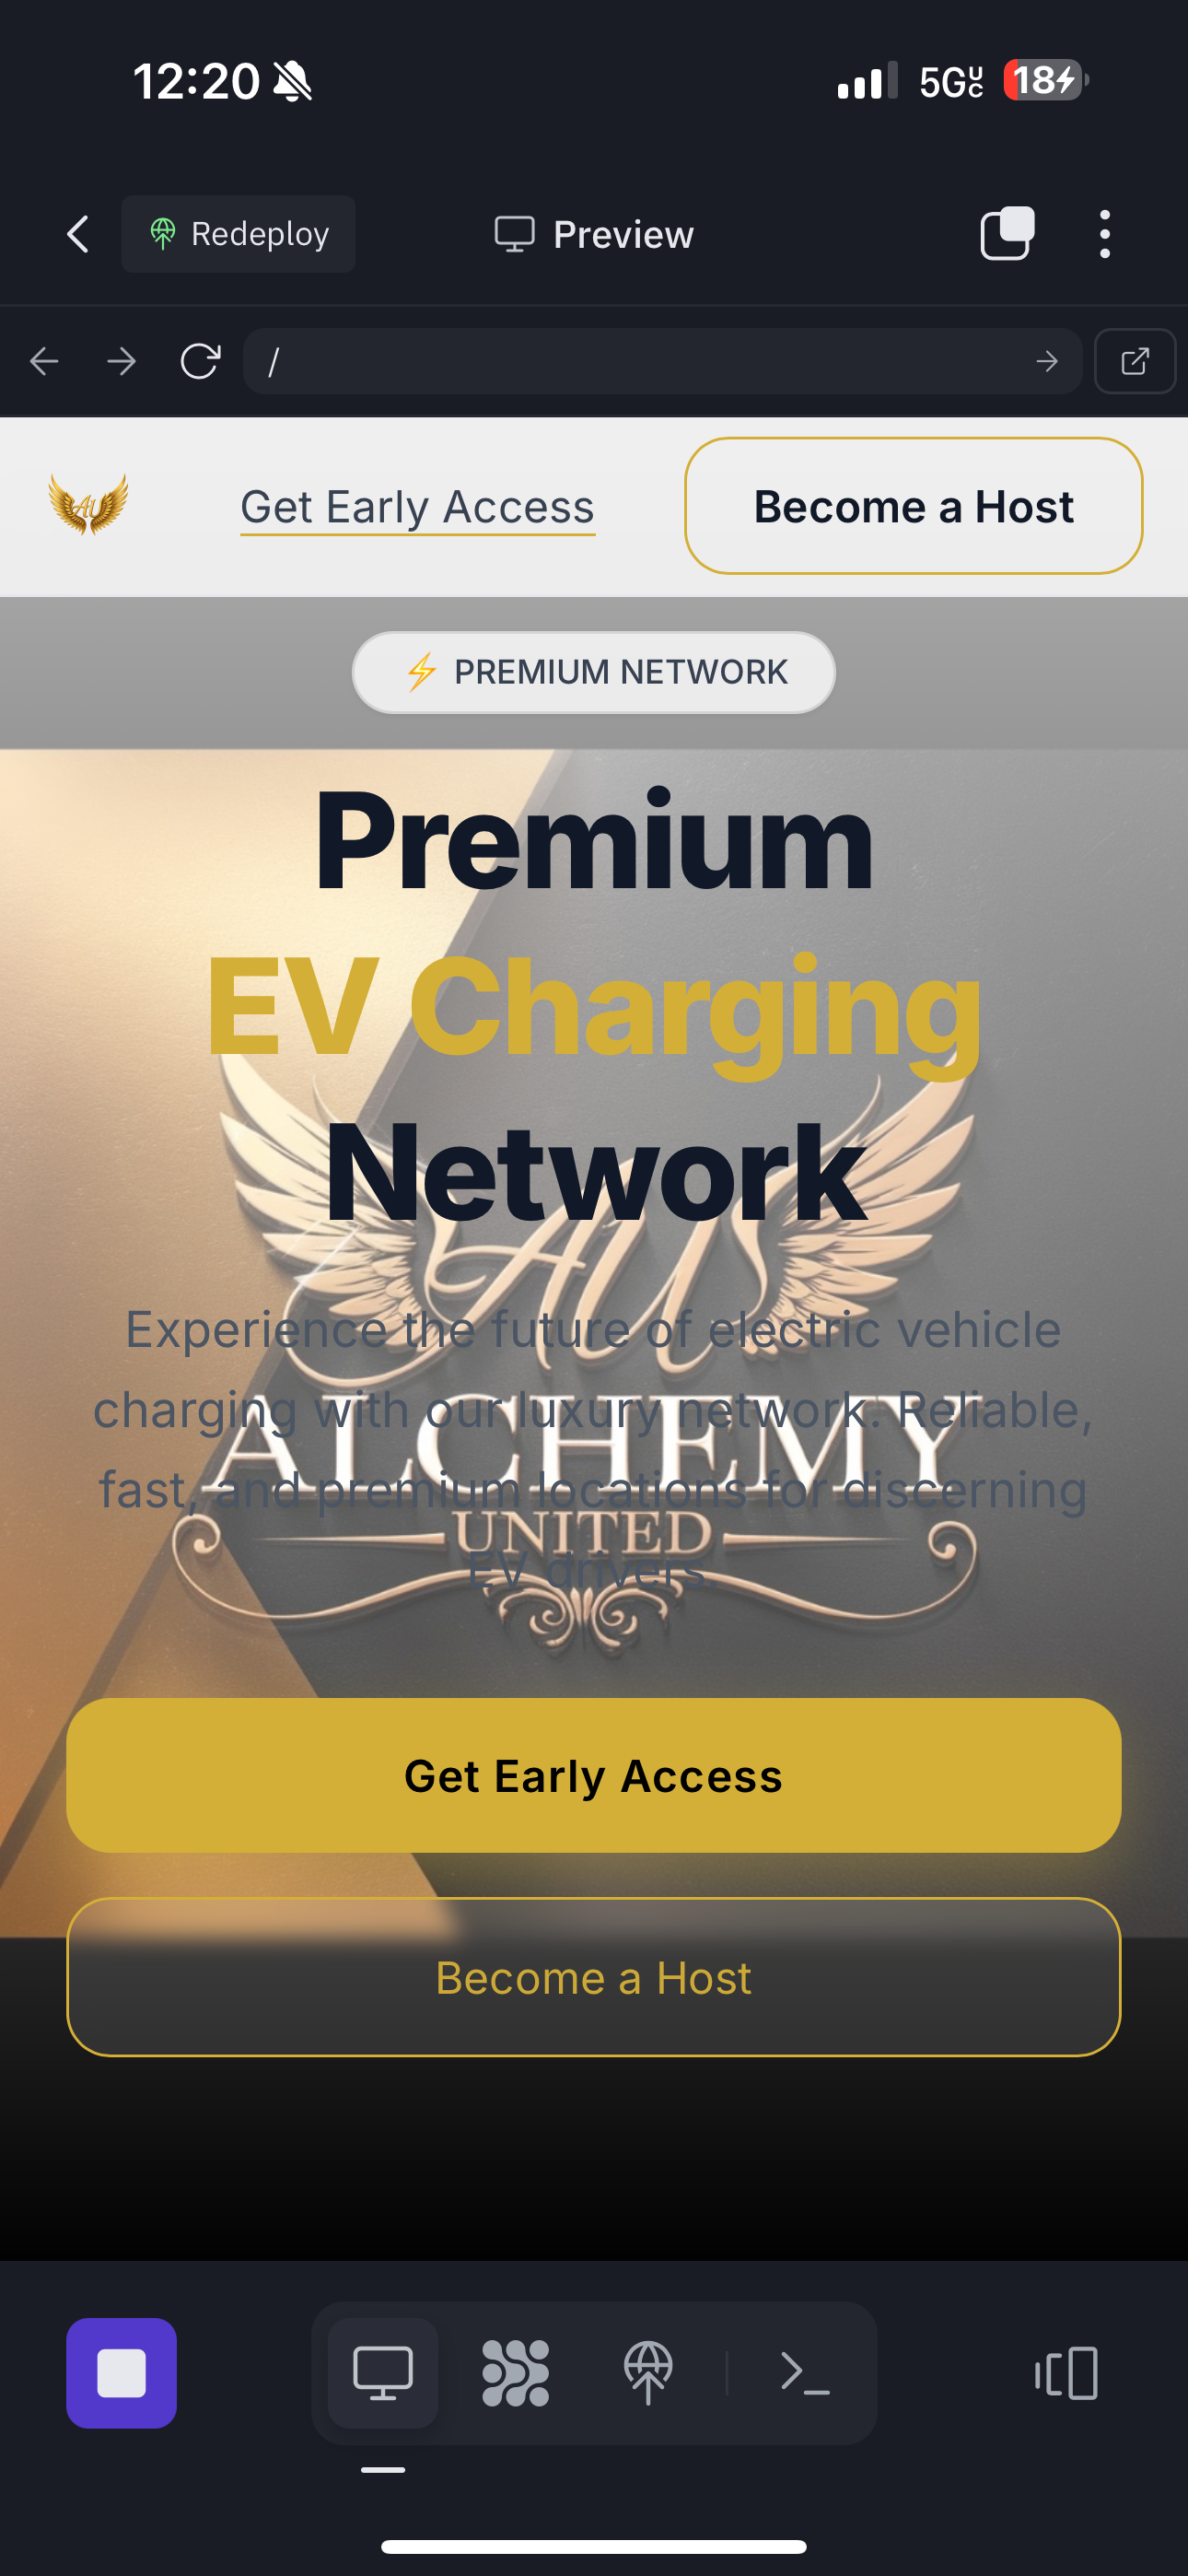 12:20
5G UC
18
Redeploy
Preview
/
AU
Get Early Access
Become a Host
⚡ PREMIUM NETWORK
Premium
EV Charging
Network
AU
Experience the future of electric vehicle
charging with our luxury network. Reliable,
fast, and premium locations for discerning
EV drivers.
ALCHEMY
UNITED
Get Early Access
Become a Host